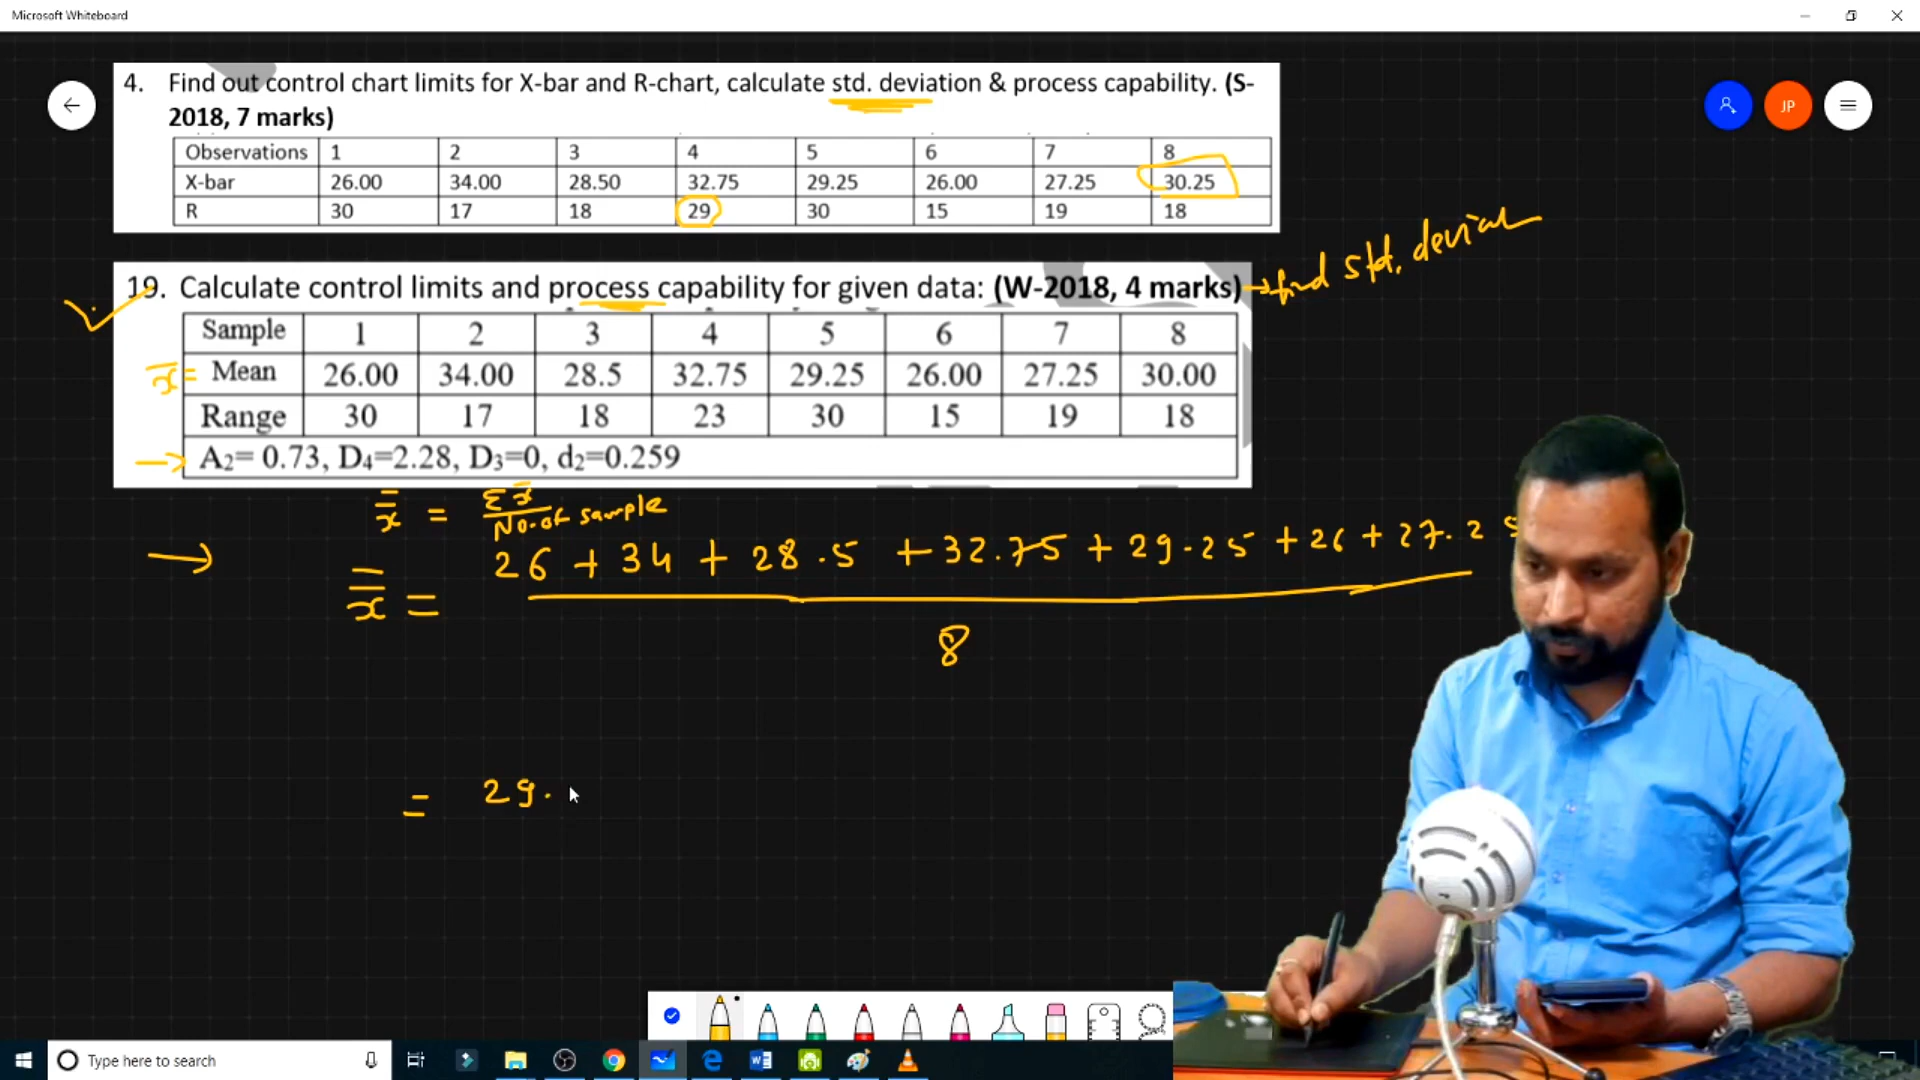 Microsoft Whiteboard
4. Find out control chart limits for X-bar and R-chart, calculate std. deviation & process capability. (S-
2018, 7 marks)
Observations 1 2 3 4 5 6 7 8
X-bar 26.00 34.00 28.50 32.75 29.25 26.00 27.25 30.25
R 30 17 18 29 30 15 19 18
JP
19. Calculate control limits and process capability for given data: (W-2018, 4 marks) → find std.
Sample 1 2 3 4 5 6 7 8
x̄ = Mean 26.00 34.00 28.5 32.75 29.25 26.00 27.25 30.00
Range 30 17 18 23 30 15 19 18
→ A₂= 0.73, D₄=2.28, D₃=0, d₂=0.259
x̿ = Σx̄ / No. of sample
→ x̿ = 26 + 34 + 28.5 + 32.75 + 29.25 + 26 + 27.25
8
= 29.
Type here to search